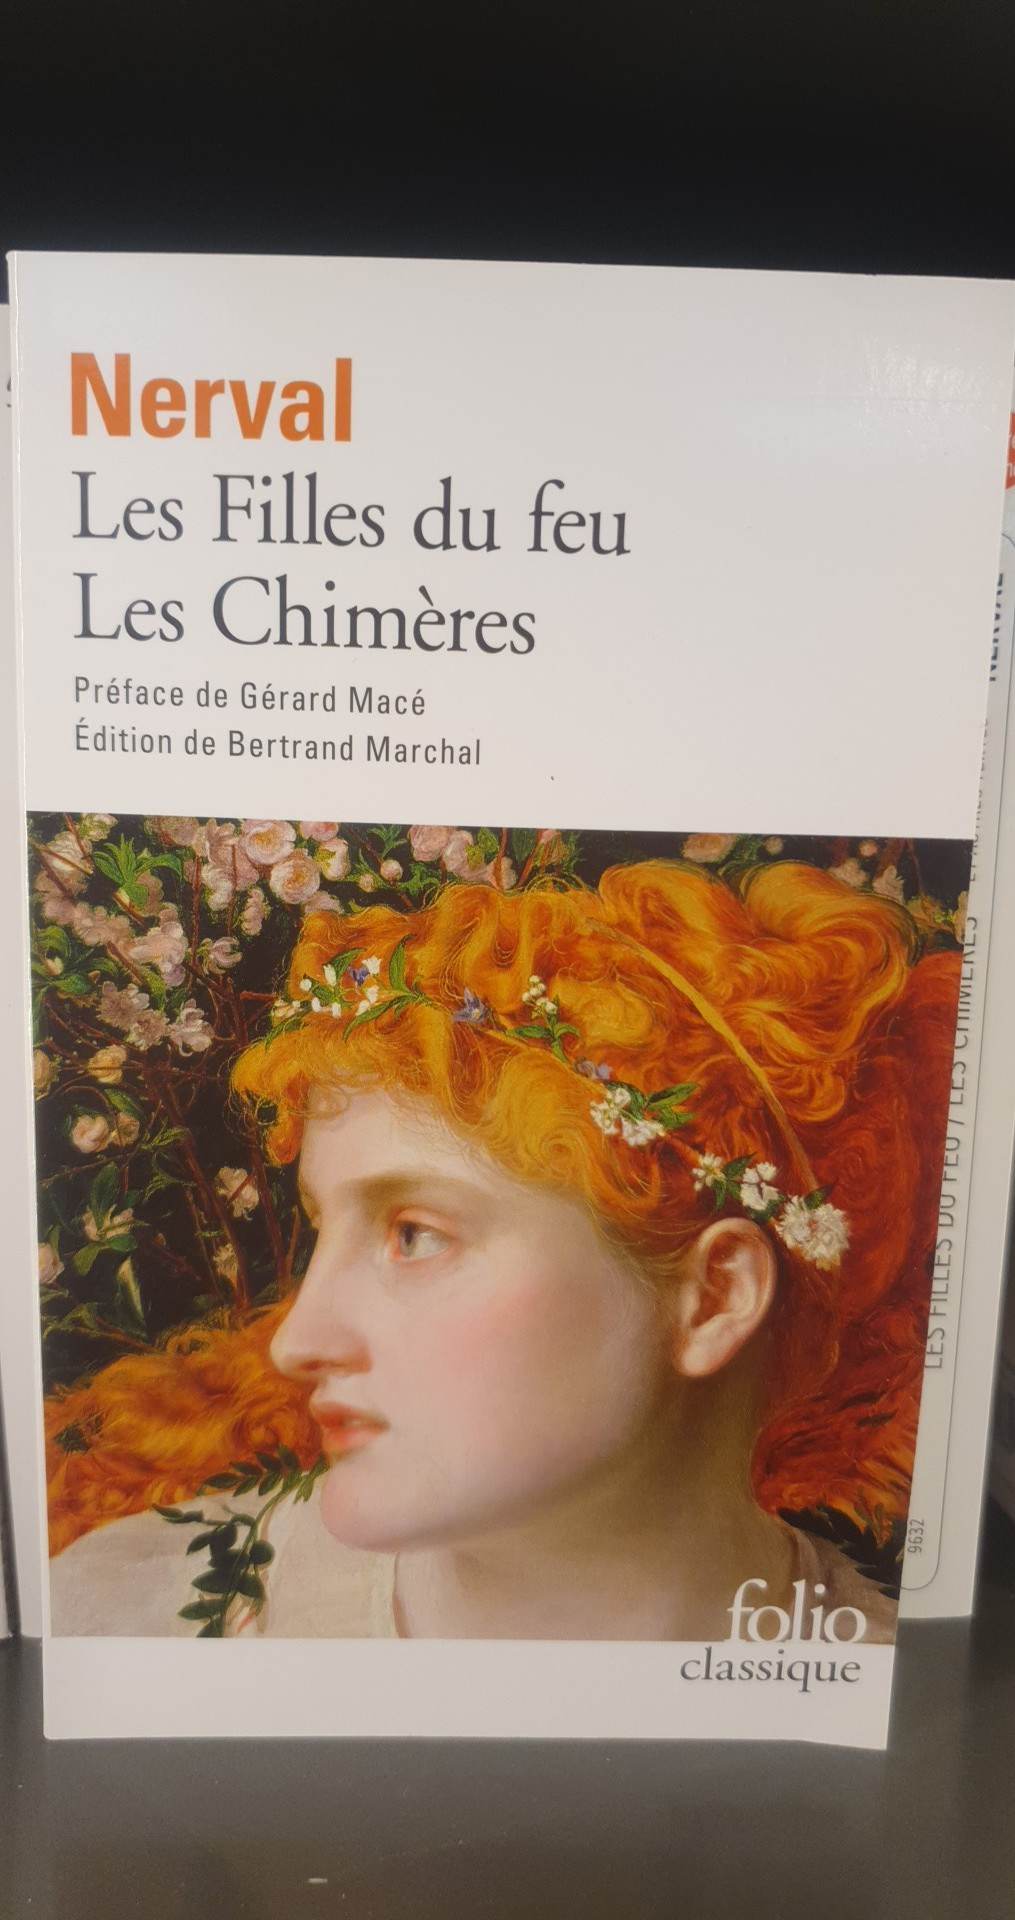 Nerval
Les Filles du feu
Les Chimères
Préface de Gérard Macé
Édition de Bertrand Marchal
folio
classique
NERVAL
LES FILLES DU FEU / LES CHIMÈRES
9632